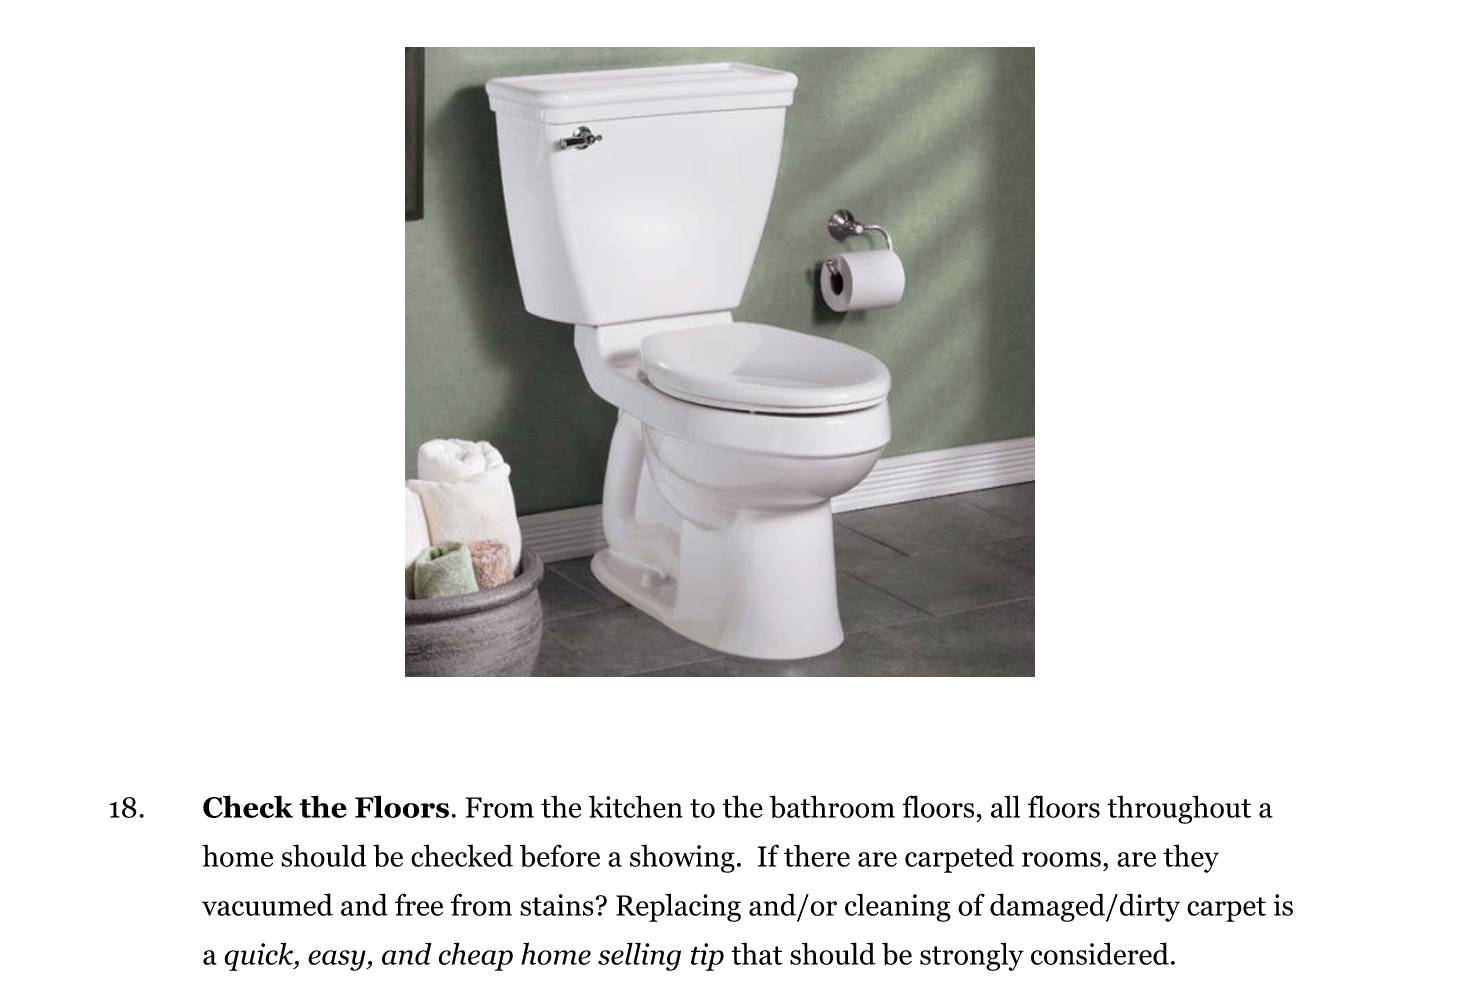 18. Check the Floors. From the kitchen to the bathroom floors, all floors throughout a
home should be checked before a showing.  If there are carpeted rooms, are they
vacuumed and free from stains? Replacing and/or cleaning of damaged/dirty carpet is
a quick, easy, and cheap home selling tip that should be strongly considered.